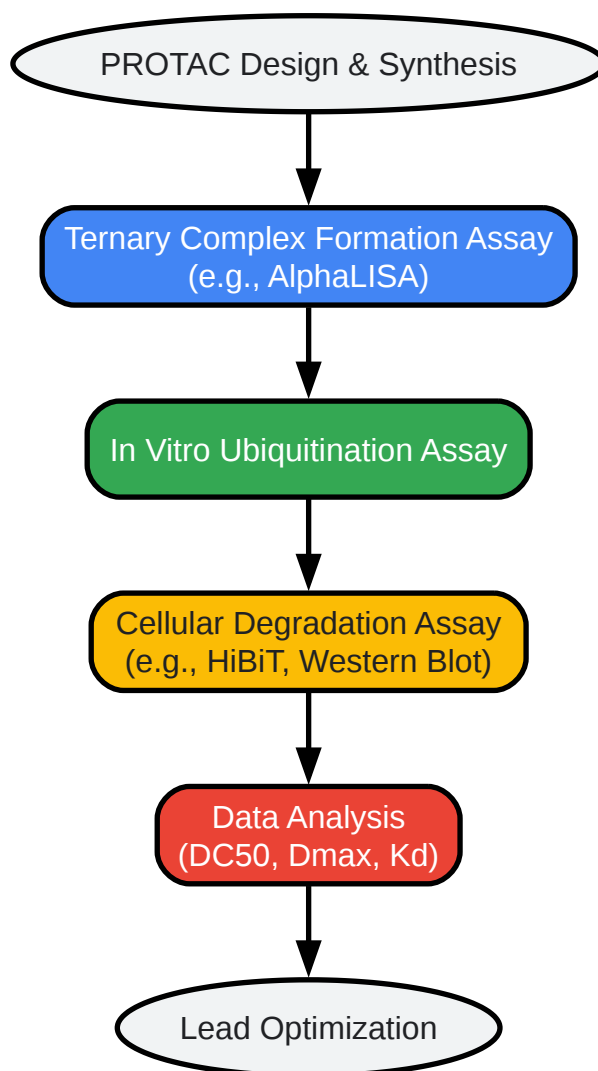 PROTAC Design & Synthesis
Ternary Complex Formation Assay
(e.g., AlphaLISA)
In Vitro Ubiquitination Assay
Cellular Degradation Assay
(e.g., HiBiT, Western Blot)
Data Analysis
(DC50, Dmax, Kd)
Lead Optimization